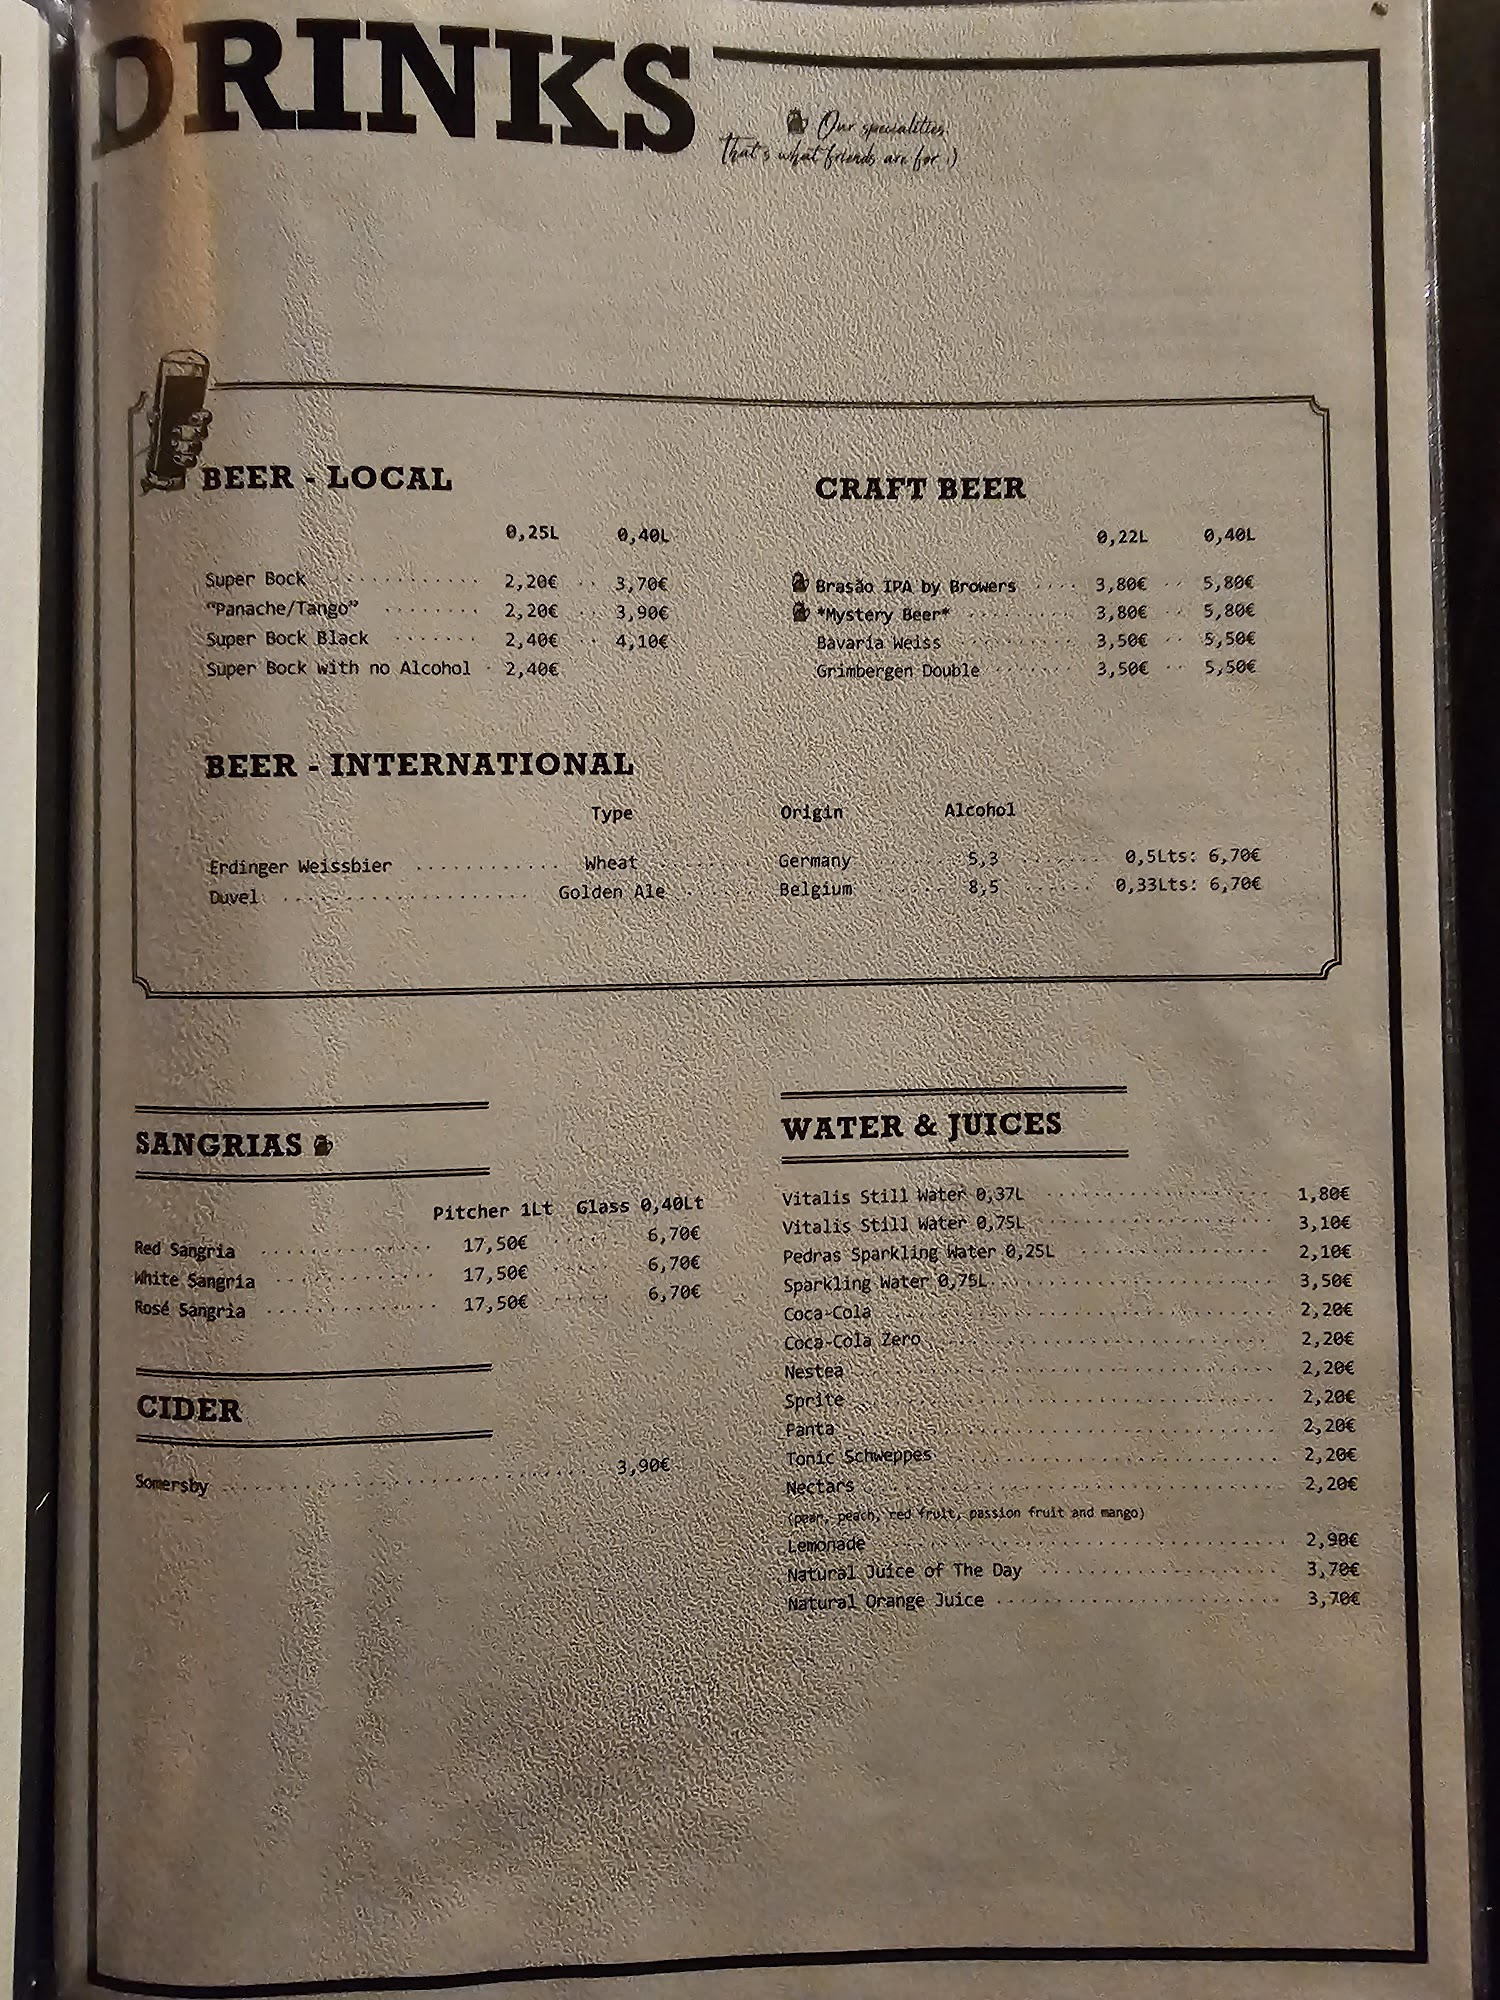 DRINKS
Our specialities.
That's what friends are for :)
BEER - LOCAL
0,25L 0,40L
Super Bock 2,20€ 3,70€
"Panache/Tango" 2,20€ 3,90€
Super Bock Black 2,40€ 4,10€
Super Bock with no Alcohol 2,40€
CRAFT BEER
0,22L 0,40L
Brasão IPA by Browers 3,80€ 5,80€
*Mystery Beer* 3,80€ 5,80€
Bavaria Weiss 3,50€ 5,50€
Grimbergen Double 3,50€ 5,50€
BEER - INTERNATIONAL
Type Origin Alcohol
Erdinger Weissbier Wheat Germany 5,3 0,5Lts: 6,70€
Duvel Golden Ale Belgium 8,5 0,33Lts: 6,70€
SANGRIAS
Pitcher 1Lt Glass 0,40Lt
Red Sangria 17,50€ 6,70€
White Sangria 17,50€ 6,70€
Rosé Sangria 17,50€ 6,70€
CIDER
Somersby 3,90€
WATER & JUICES
Vitalis Still Water 0,37L 1,80€
Vitalis Still Water 0,75L 3,10€
Pedras Sparkling Water 0,25L 2,10€
Sparkling Water 0,75L 3,50€
Coca-Cola 2,20€
Coca-Cola Zero 2,20€
Nestea 2,20€
Sprite 2,20€
Fanta 2,20€
Tonic Schweppes 2,20€
Nectars 2,20€
(pear, peach, red fruit, passion fruit and mango)
Lemonade 2,90€
Natural Juice of The Day 3,70€
Natural Orange Juice 3,70€